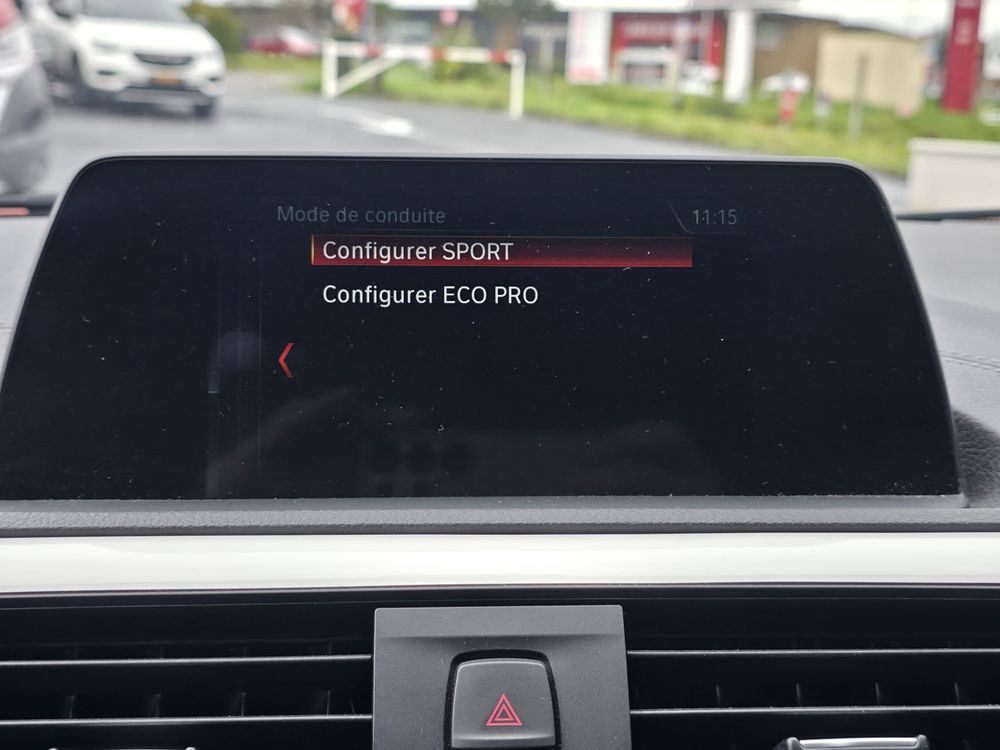 Mode de conduite
11:15
Configurer SPORT
Configurer ECO PRO